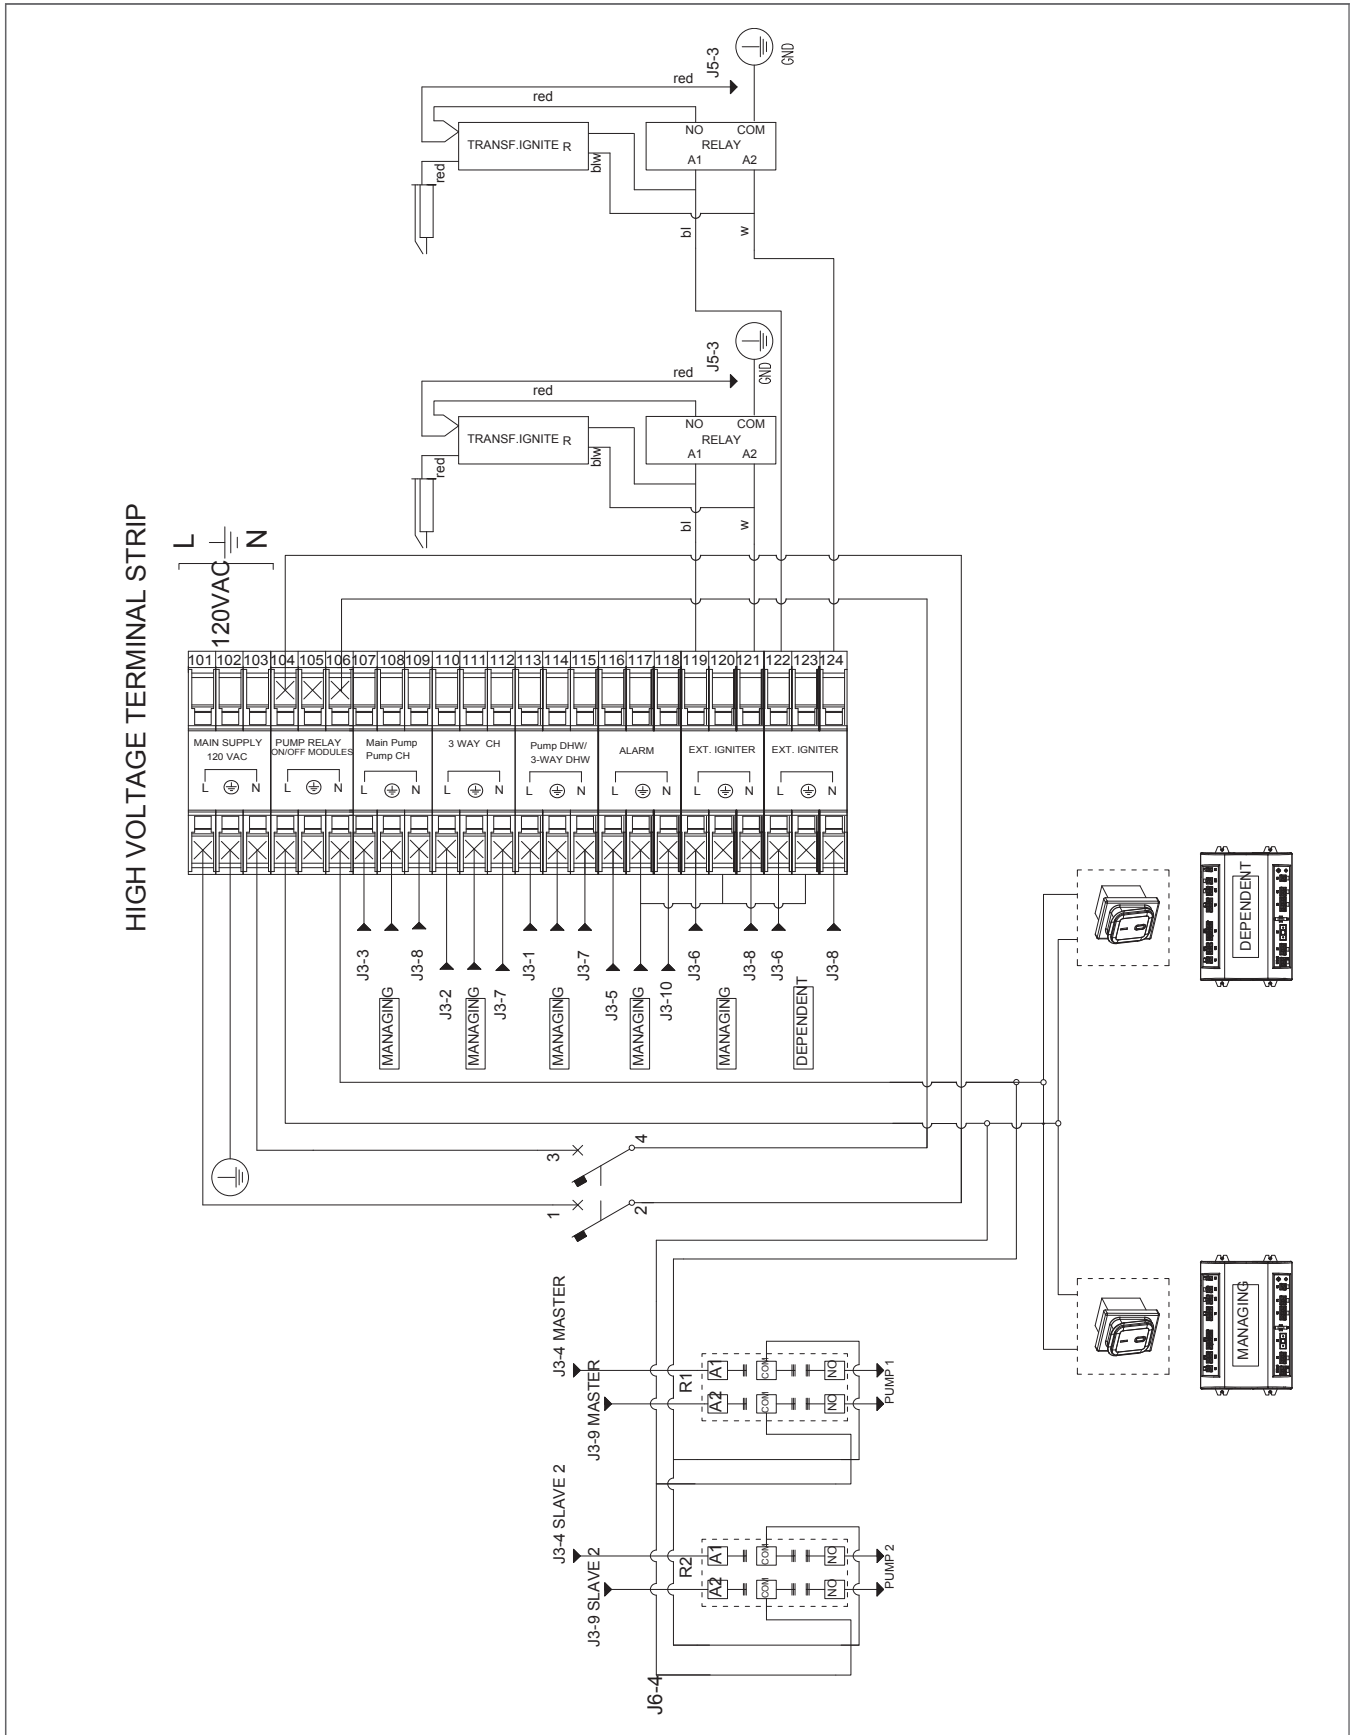 HIGH VOLTAGE TERMINAL STRIP
L
N
120VAC
red
J5-3
GND
red
NO COM
RELAY
A1 A2
TRANSF.IGNITE R
blw
red
bl
w
red
J5-3
GND
red
NO COM
RELAY
A1 A2
TRANSF.IGNITE R
blw
red
bl
w
101 102 103 104 105 106 107 108 109 110 111 112 113 114 115 116 117 118 119 120 121 122 123 124
MAIN SUPPLY
120 VAC
L N
PUMP RELAY
ON/OFF MODULES
L N
Main Pump
Pump CH
L N
3 WAY CH
L N
Pump DHW/
3-WAY DHW
L N
ALARM
L N
EXT. IGNITER
L N
EXT. IGNITER
L N
J3-3
MANAGING
J3-8
J3-2
MANAGING
J3-7
J3-1
MANAGING
J3-7
J3-5
MANAGING
J3-10
J3-6
MANAGING
J3-8
J3-6
DEPENDENT
J3-8
3
4
1
2
DEPENDENT
MANAGING
J3-4 MASTER
J3-9 MASTER
R1
A1 COM NO
A2 COM NO
PUMP 1
J3-4 SLAVE 2
J3-9 SLAVE 2
R2
A1 COM NO
A2 COM NO
PUMP 2
J6-4